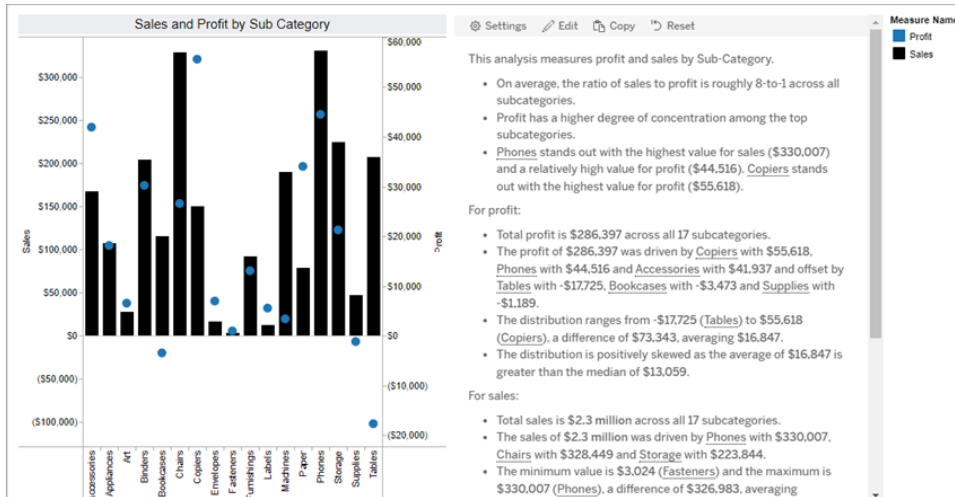 Sales and Profit by Sub Category
$300,000
$250,000
$200,000
$150,000
$100,000
$50,000
$0
($50,000)
($100,000)
Sales
$60,000
$50,000
$40,000
$30,000
$20,000
$10,000
$0
($10,000)
($20,000)
Profit
Accessories
Appliances
Art
Binders
Bookcases
Chairs
Copiers
Envelopes
Fasteners
Furnishings
Labels
Machines
Paper
Phones
Storage
Supplies
Tables
Settings Edit Copy Reset
This analysis measures profit and sales by Sub-Category.
• On average, the ratio of sales to profit is roughly 8-to-1 across all
subcategories.
• Profit has a higher degree of concentration among the top
subcategories.
• Phones stands out with the highest value for sales ($330,007)
and a relatively high value for profit ($44,516). Copiers stands
out with the highest value for profit ($55,618).
For profit:
• Total profit is $286,397 across all 17 subcategories.
• The profit of $286,397 was driven by Copiers with $55,618,
Phones with $44,516 and Accessories with $41,937 and offset by
Tables with -$17,725, Bookcases with -$3,473 and Supplies with
-$1,189.
• The distribution ranges from -$17,725 (Tables) to $55,618
(Copiers), a difference of $73,343, averaging $16,847.
• The distribution is positively skewed as the average of $16,847 is
greater than the median of $13,059.
For sales:
• Total sales is $2.3 million across all 17 subcategories.
• The sales of $2.3 million was driven by Phones with $330,007,
Chairs with $328,449 and Storage with $223,844.
• The minimum value is $3,024 (Fasteners) and the maximum is
$330,007 (Phones), a difference of $326,983, averaging
Measure Name
Profit
Sales